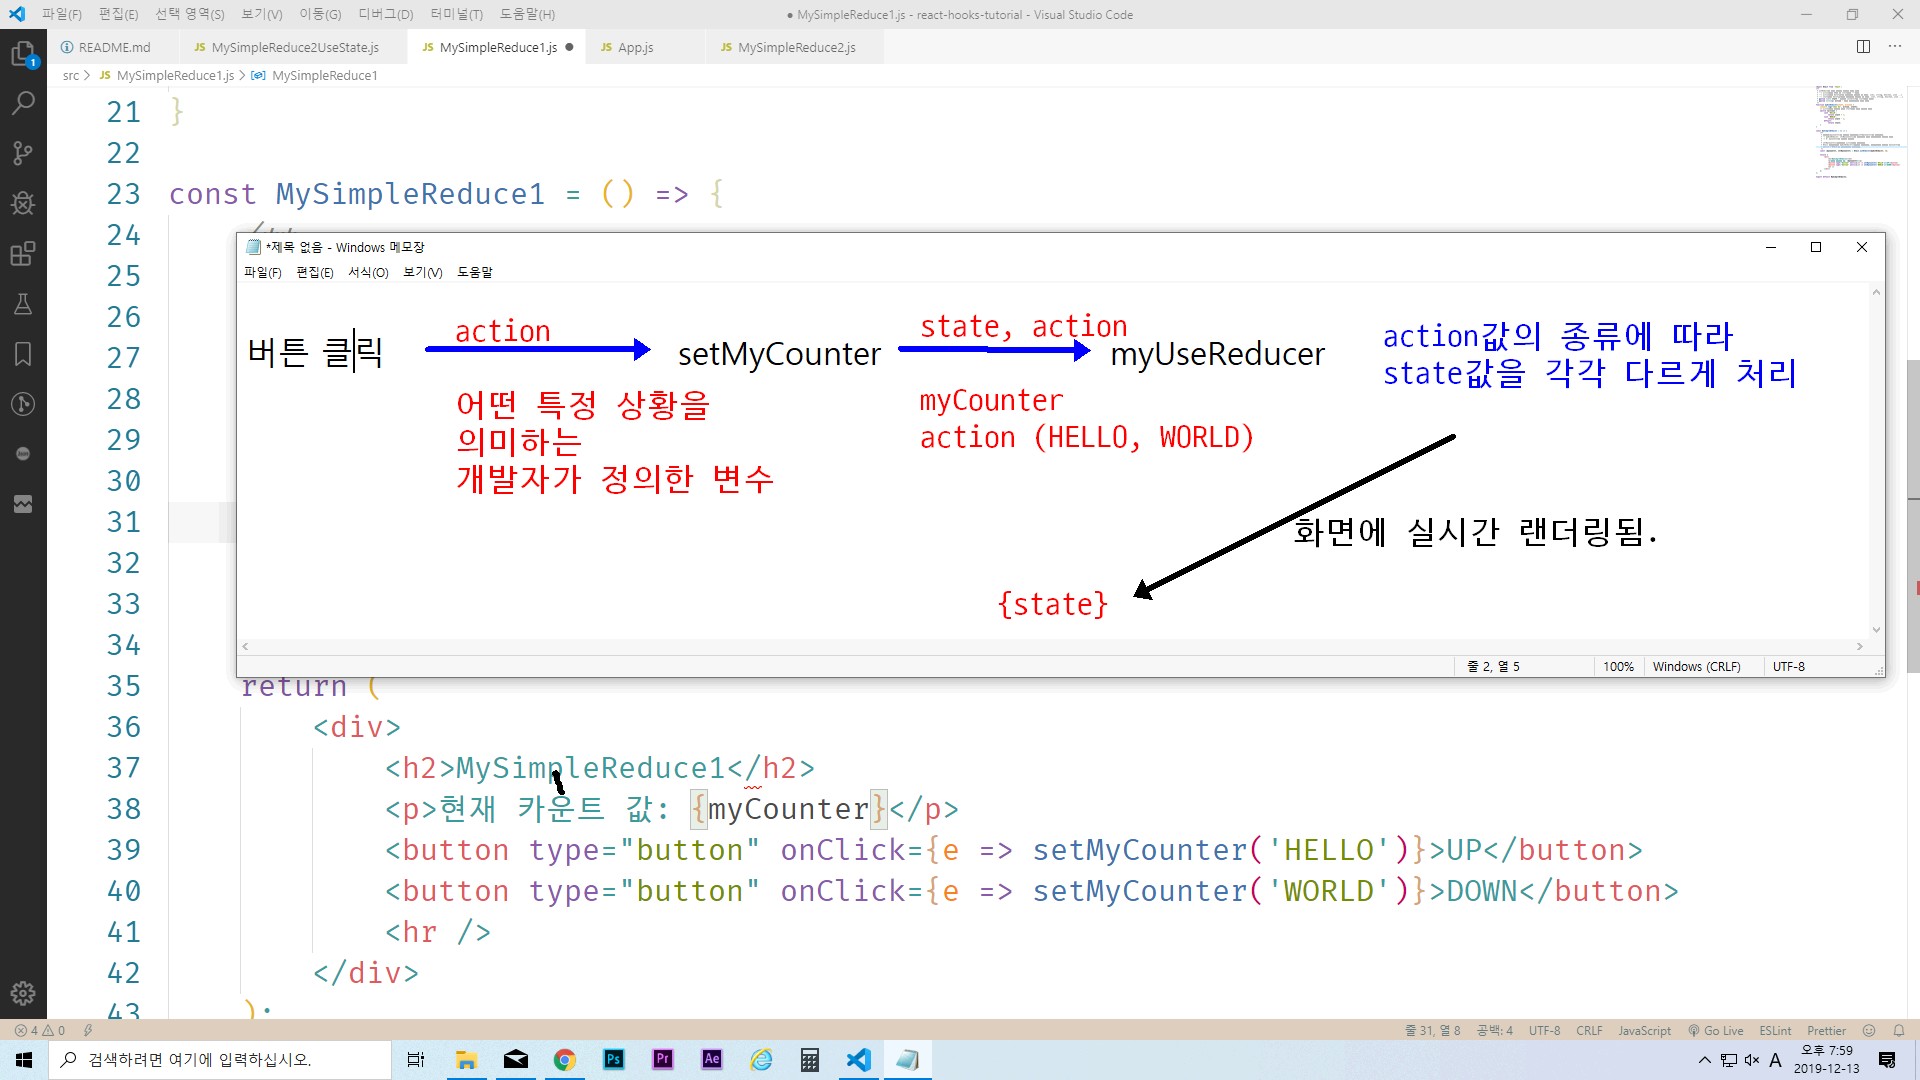 파일(F) 편집(E) 선택 영역(S) 보기(V) 이동(G) 디버그(D) 터미널(T) 도움말(H)
● MySimpleReduce1.js - react-hooks-tutorial - Visual Studio Code
README.md
JS MySimpleReduce2UseState.js
JS MySimpleReduce1.js ●
JS App.js
JS MySimpleReduce2.js
src > JS MySimpleReduce1.js > MySimpleReduce1
1
21 }
22
23 const MySimpleReduce1 = () => {
24
25
26
27
28
29
30
31
32
33
34
*제목 없음 - Windows 메모장
파일(F) 편집(E) 서식(O) 보기(V) 도움말
버튼 클릭
action
setMyCounter
state, action
myUseReducer
action값의 종류에 따라
state값을 각각 다르게 처리
어떤 특정 상황을
의미하는
개발자가 정의한 변수
myCounter
action (HELLO, WORLD)
화면에 실시간 랜더링됨.
{state}
줄 2, 열 5 100% Windows (CRLF) UTF-8
35 return (
36 <div>
37 <h2>MySimpleReduce1</h2>
38 <p>현재 카운트 값: {myCounter}</p>
39 <button type="button" onClick={e => setMyCounter('HELLO')}>UP</button>
40 <button type="button" onClick={e => setMyCounter('WORLD')}>DOWN</button>
41 <hr />
42 </div>
43 );
4 0
줄 31, 열 8 공백: 4 UTF-8 CRLF JavaScript Go Live ESLint Prettier
검색하려면 여기에 입력하십시오.
Ps Pr Ae
A
오후 7:59
2019-12-13